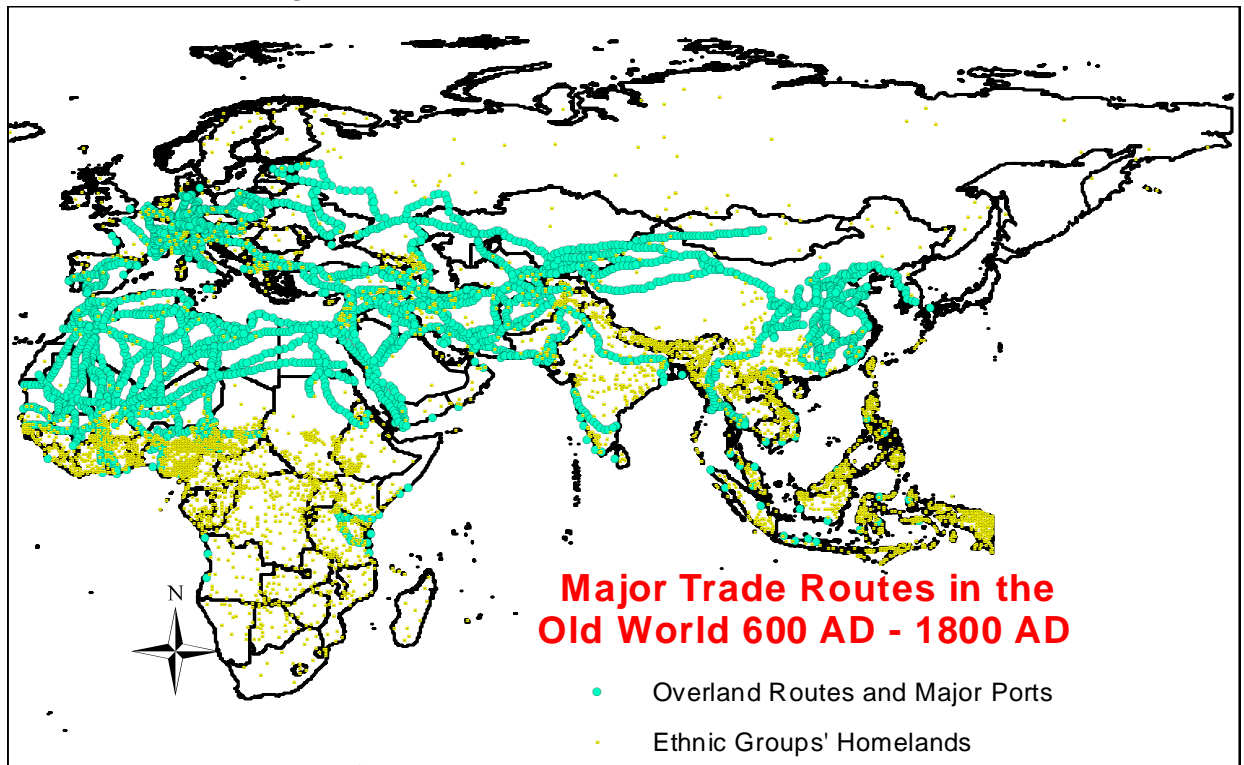 N
Major Trade Routes in the
Old World 600 AD - 1800 AD
Overland Routes and Major Ports
Ethnic Groups' Homelands